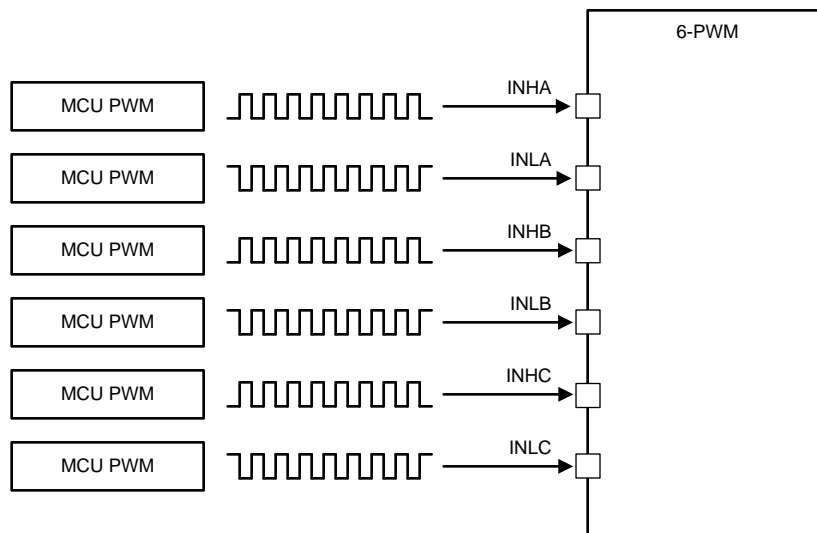 6-PWM
MCU PWM
INHA
MCU PWM
INLA
MCU PWM
INHB
MCU PWM
INLB
MCU PWM
INHC
MCU PWM
INLC